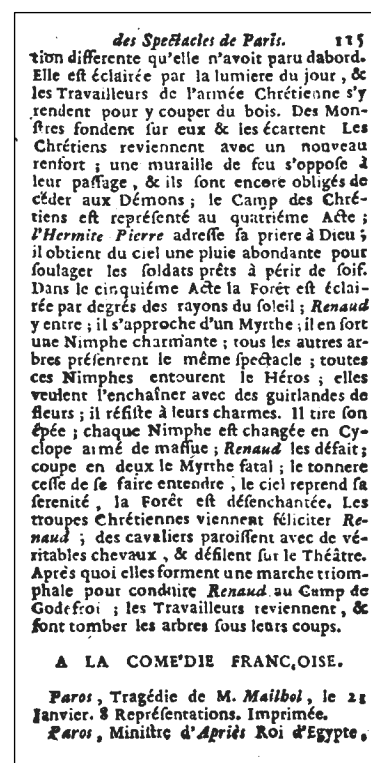 des Spectacles de Paris. 115
tion differente qu'elle n'avoit paru dabord.
Elle eſt éclairée par la lumiere du jour, &
les Travailleurs de l'armée Chrétienne s'y
rendent pour y couper du bois. Des Mon-
ſtres fondent ſur eux & les écartent Les
Chrétiens reviennent avec un nouveau
renfort ; une muraille de feu s'oppoſe à
leur paſſage, & ils ſont encore obligés de
céder aux Démons ; le Camp des Chré-
tiens eſt repréſenté au quatriéme Acte ;
l'Hermite Pierre adreſſe ſa priere à Dieu ;
il obtient du ciel une pluie abondante pour
ſoulager les ſoldats prêts à périr de ſoif.
Dans le cinquiéme Acte la Forêt eſt éclai-
rée par degrés des rayons du ſoleil ; Renaud
y entre ; il s'approche d'un Myrthe ; il en ſort
une Nimphe charmante ; tous les autres ar-
bres préſentent le même ſpectacle ; toutes
ces Nimphes entourent le Héros ; elles
veulent l'enchaîner avec des guirlandes de
fleurs ; il réſiſte à leurs charmes. Il tire ſon
épée ; chaque Nimphe eſt changée en Cy-
clope armé de maſſue ; Renaud les défait ;
coupe en deux le Myrthe fatal ; le tonnere
ceſſe de ſe faire entendre, le ciel reprend ſa
ſerenité, la Forêt eſt déſenchantée. Les
troupes Chrétiennes viennent féliciter Re-
naud ; des cavaliers paroiſſent avec de vé-
ritables chevaux, & défilent ſur le Théâtre.
Après quoi elles forment une marche triom-
phale pour conduire Renaud au Camp de
Godefroi ; les Travailleurs reviennent, &
font tomber les arbres ſous leurs coups.
A LA COME'DIE FRANC,OISE.
Paros, Tragédie de M. Mailhol, le 21
Janvier. 8 Repréſentations. Imprimée.
Paros, Miniſtre d'Apriès Roi d'Egypte,